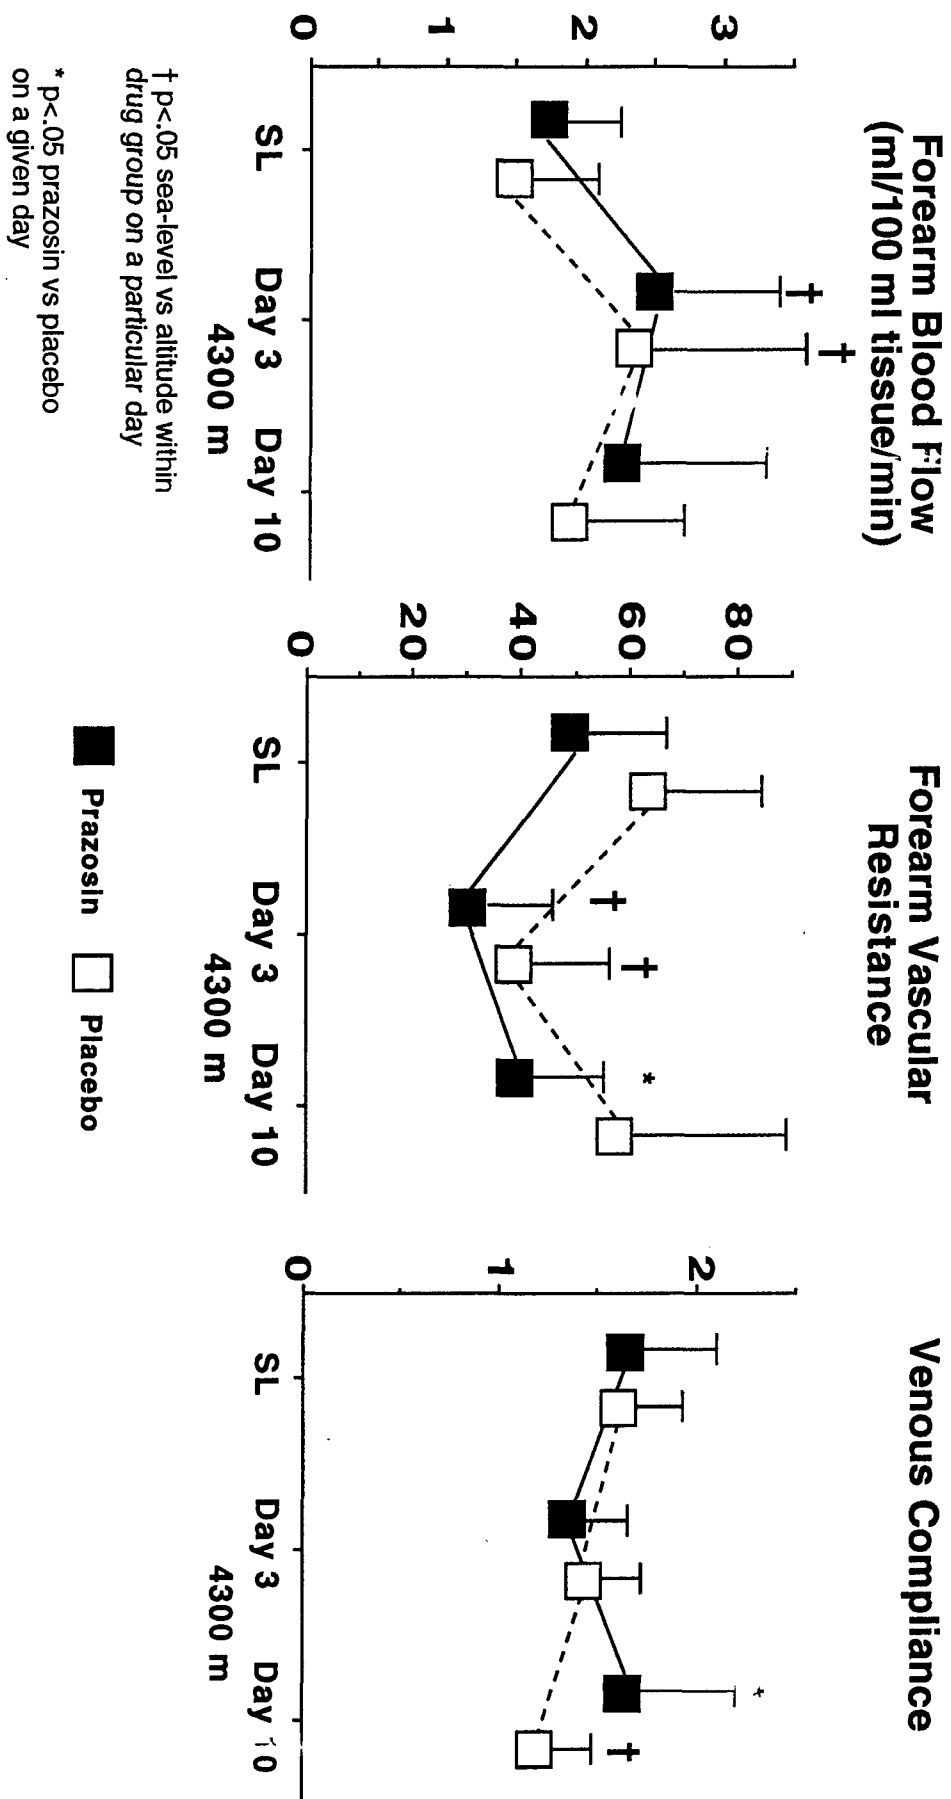 Forearm Blood Flow
(ml/100 ml tissue/min)
3
2
1
0
SL Day 3 Day 10
4300 m
† p<.05 sea-level vs altitude within
drug group on a particular day
* p<.05 prazosin vs placebo
on a given day
Forearm Vascular
Resistance
80
60
40
20
0
SL Day 3 Day 10
4300 m
Prazosin Placebo
Venous Compliance
2
1
0
SL Day 3 Day 10
4300 m
† †
† † *
* †